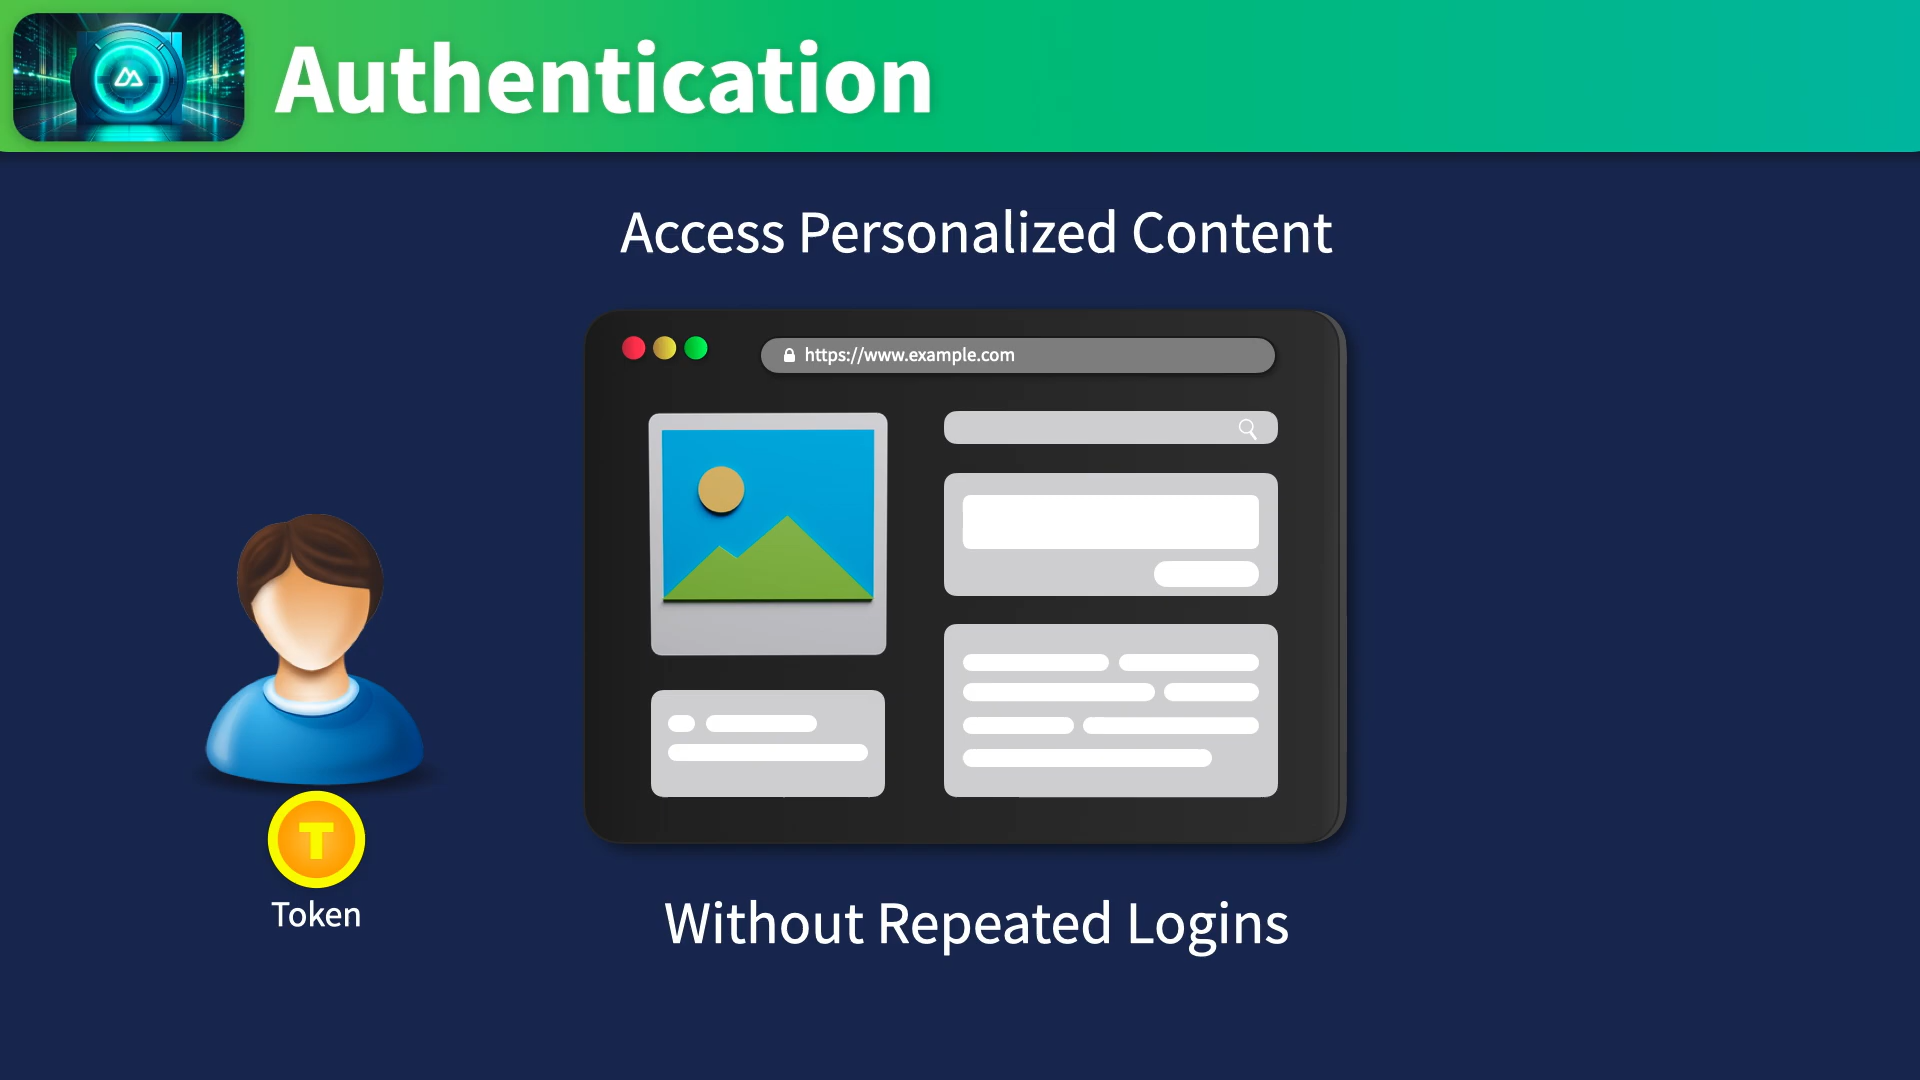 Authentication
Access Personalized Content
https://www.example.com
T
Token
Without Repeated Logins